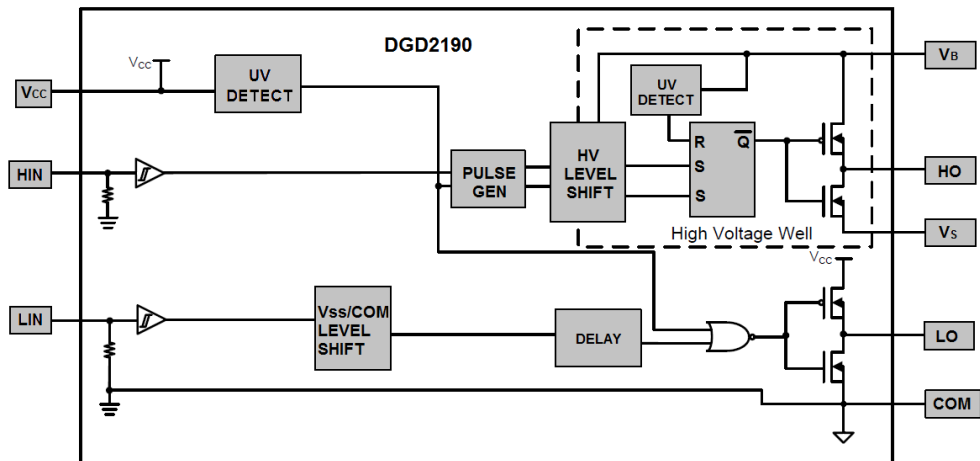 DGD2190
VCC
VCC
UV
DETECT
UV
DETECT
VB
HIN
PULSE
GEN
HV
LEVEL
SHIFT
R
Q
S
S
HO
High Voltage Well
VS
VCC
LIN
Vss/COM
LEVEL
SHIFT
DELAY
LO
COM